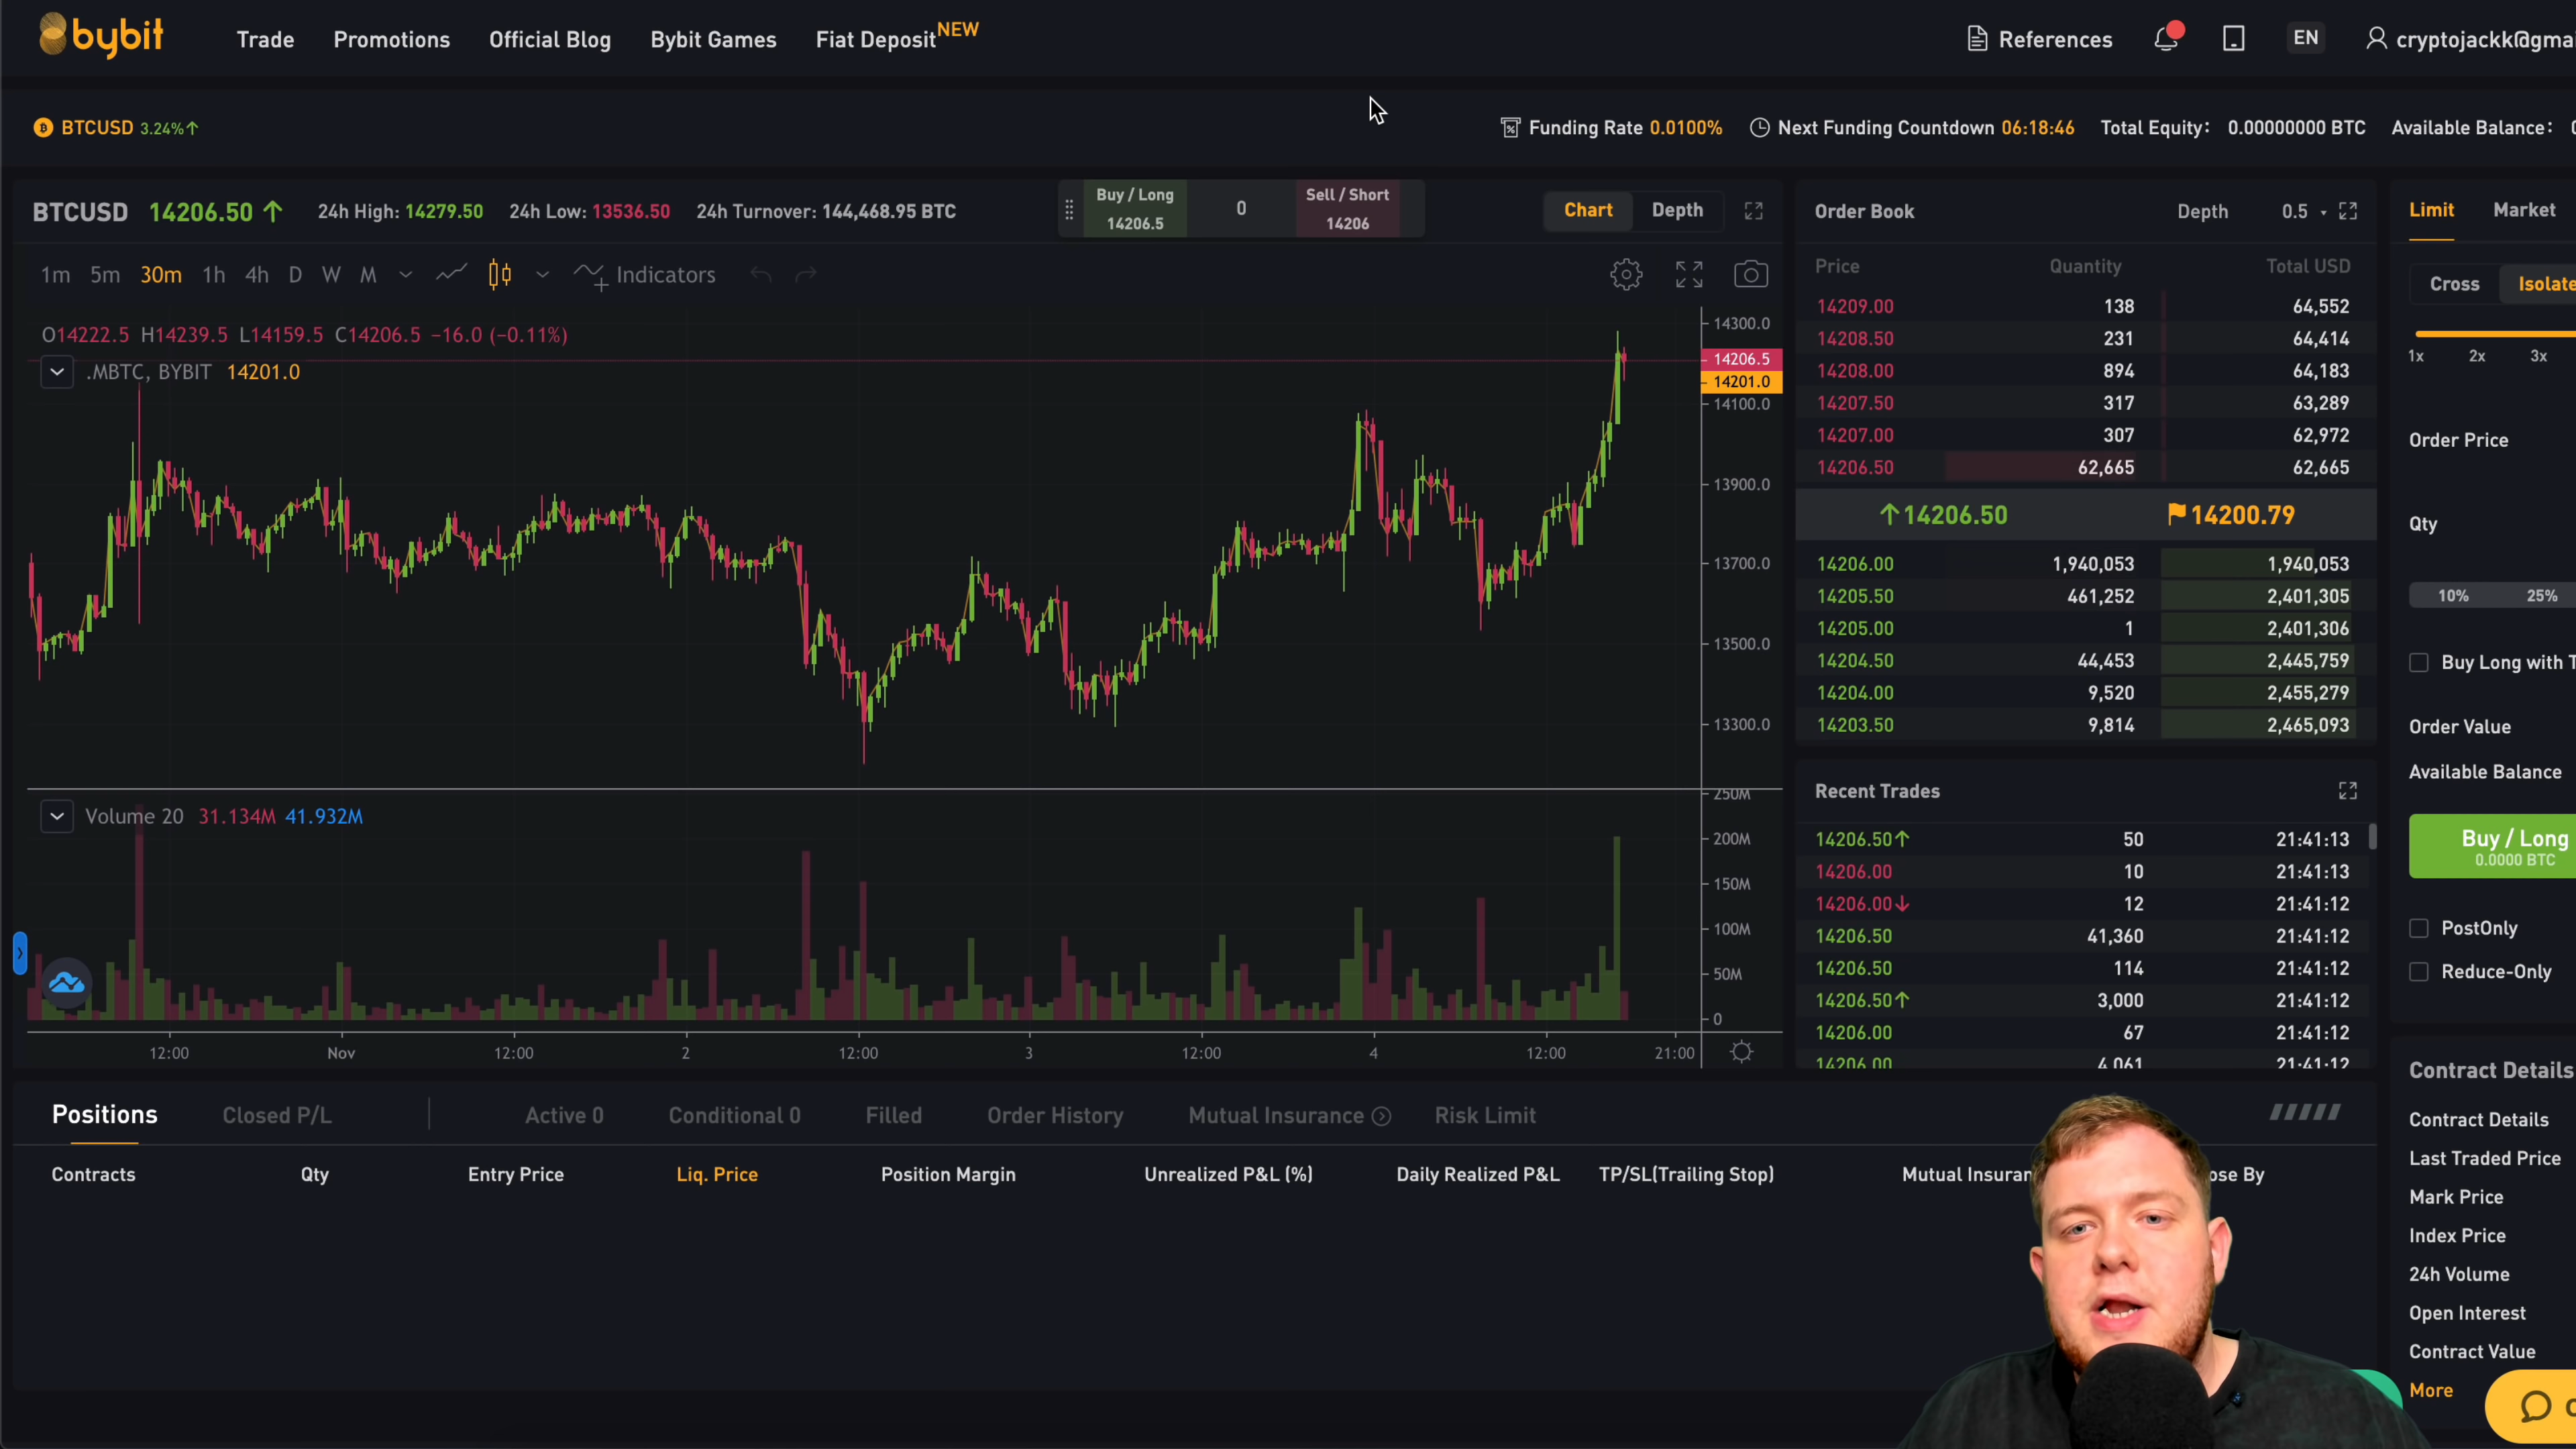 bybit
Trade Promotions Official Blog Bybit Games Fiat Deposit NEW
References EN cryptojackk@gmai
BTCUSD 3.24%↑
Funding Rate 0.0100% Next Funding Countdown 06:18:46 Total Equity: 0.00000000 BTC Available Balance:
BTCUSD 14206.50 ↑ 24h High: 14279.50 24h Low: 13536.50 24h Turnover: 144,468.95 BTC
Buy / Long 0 Sell / Short
14206.5 14206
Chart Depth
1m 5m 30m 1h 4h D W M Indicators
O14222.5 H14239.5 L14159.5 C14206.5 −16.0 (−0.11%)
.MBTC, BYBIT 14201.0
14300.0
14206.5
14201.0
14100.0
13900.0
13700.0
13500.0
13300.0
Volume 20 31.134M 41.932M
250M
200M
150M
100M
50M
0
12:00 Nov 12:00 2 12:00 3 12:00 4 12:00 21:00
Order Book Depth 0.5
Price Quantity Total USD
14209.00 138 64,552
14208.50 231 64,414
14208.00 894 64,183
14207.50 317 63,289
14207.00 307 62,972
14206.50 62,665 62,665
↑14206.50 14200.79
14206.00 1,940,053 1,940,053
14205.50 461,252 2,401,305
14205.00 1 2,401,306
14204.50 44,453 2,445,759
14204.00 9,520 2,455,279
14203.50 9,814 2,465,093
Recent Trades
14206.50↑ 50 21:41:13
14206.00 10 21:41:13
14206.00↓ 12 21:41:12
14206.50 41,360 21:41:12
14206.50 114 21:41:12
14206.50↑ 3,000 21:41:12
14206.00 67 21:41:12
14206.00 4,061 21:41:12
Limit Market
Cross Isolate
1x 2x 3x
Order Price
Qty
10% 25%
Buy Long with T
Order Value
Available Balance
Buy / Long
0.0000 BTC
PostOnly
Reduce-Only
Contract Details
Contract Details
Last Traded Price
Mark Price
Index Price
24h Volume
Open Interest
Contract Value
More
Positions Closed P/L Active 0 Conditional 0 Filled Order History Mutual Insurance Risk Limit
Contracts Qty Entry Price Liq. Price Position Margin Unrealized P&L (%) Daily Realized P&L TP/SL(Trailing Stop) Mutual Insuran ose By